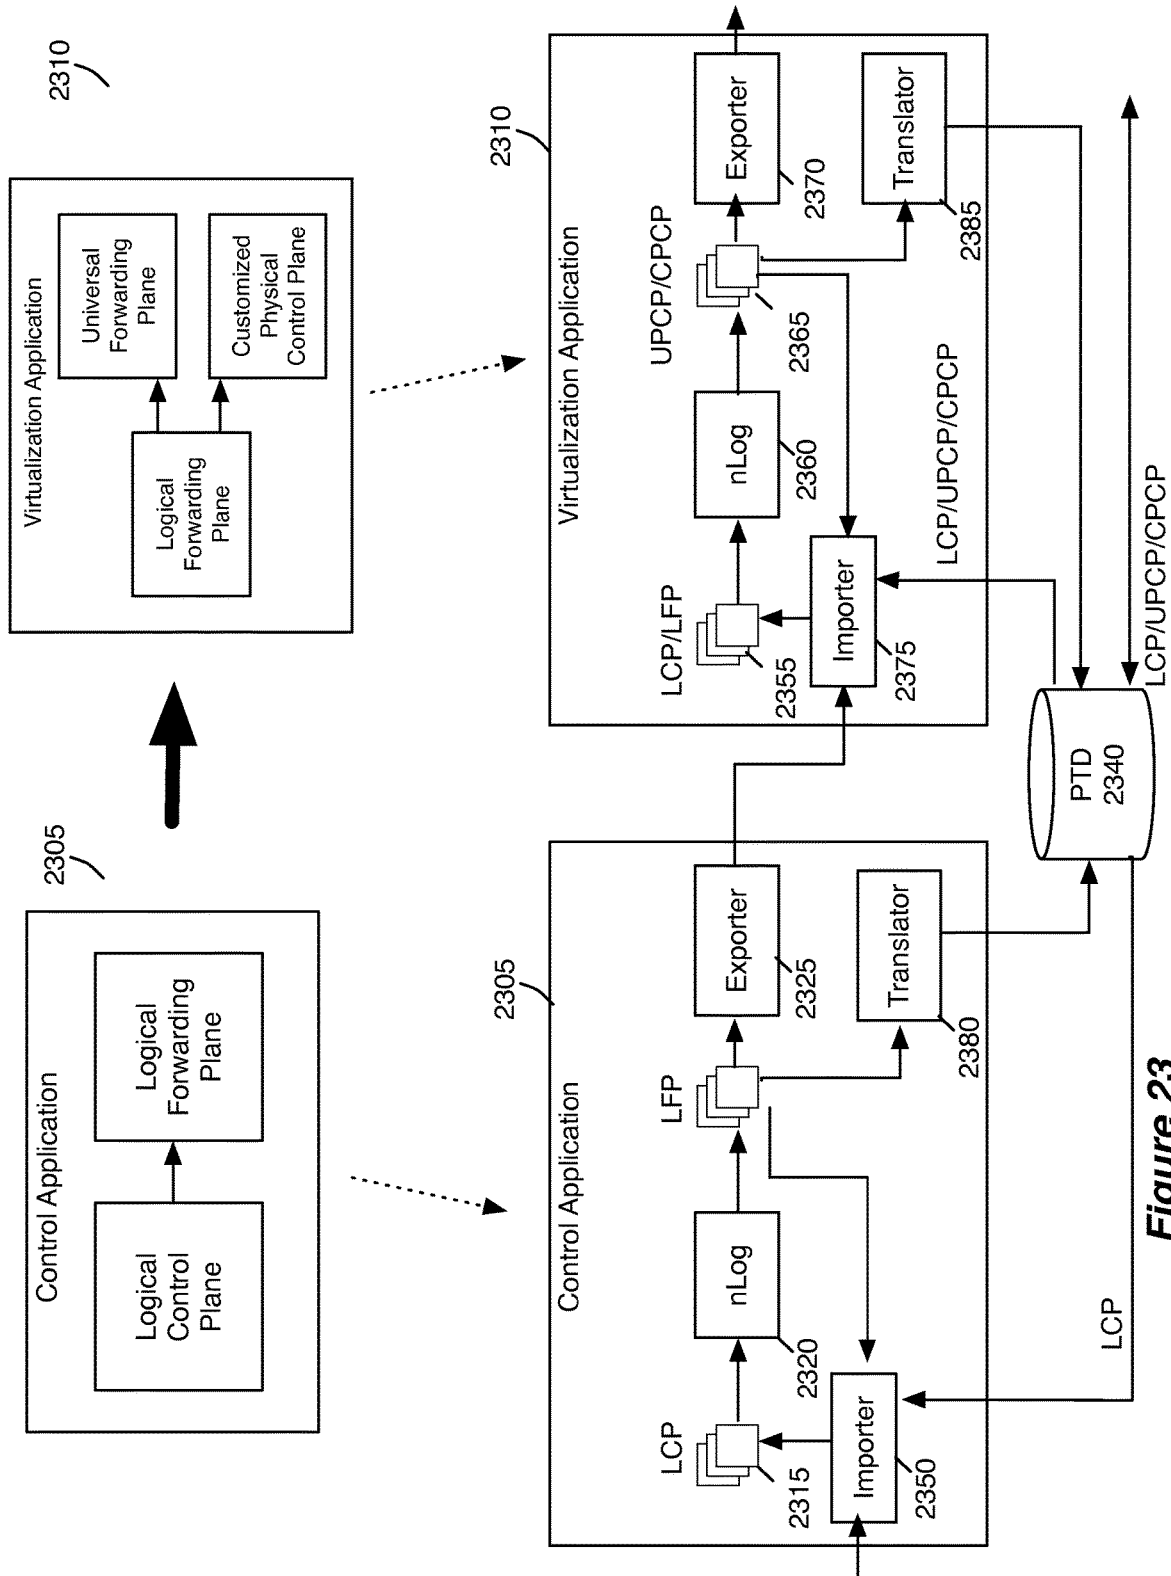 2305
2310
Control Application
Logical
Control
Plane
Logical
Forwarding
Plane
Virtualization Application
Logical
Forwarding
Plane
Universal
Forwarding
Plane
Customized
Physical
Control Plane
2305
Control Application
LCP
2315
nLog
2320
LFP
Exporter
2325
Importer
2350
Translator
2380
LCP
2310
Virtualization Application
LCP/LFP
2355
nLog
2360
UPCP/CPCP
2365
Exporter
2370
Importer
2375
Translator
2385
LCP/UPCP/CPCP
PTD
2340
LCP/UPCP/CPCP
Figure 23